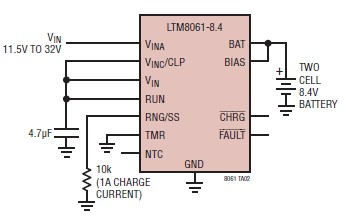 LTM8061-8.4
VIN
11.5V TO 32V
VINA
VINC/CLP
VIN
RUN
RNG/SS
TMR
NTC
GND
BAT
BIAS
CHRG
FAULT
+
TWO
CELL
8.4V
BATTERY
4.7µF
10k
(1A CHARGE
CURRENT)
8061 TA02